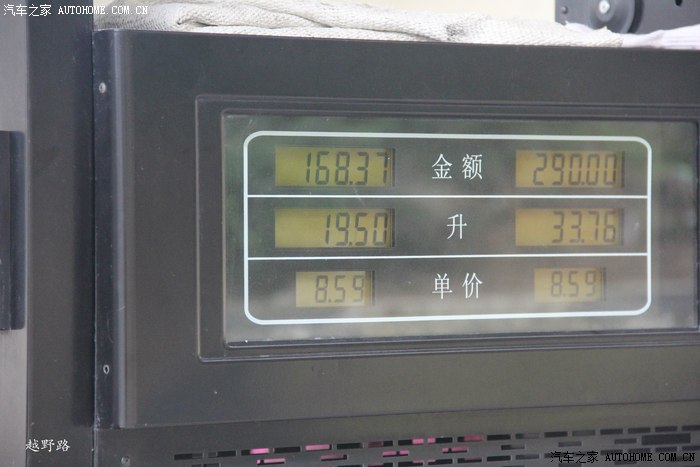 汽车之家 AUTOHOME.COM.CN
168.37 金额 290.00
19.50 升 33.76
8.59 单价 8.59
越野路
汽车之家 AUTOHOME.COM.CN